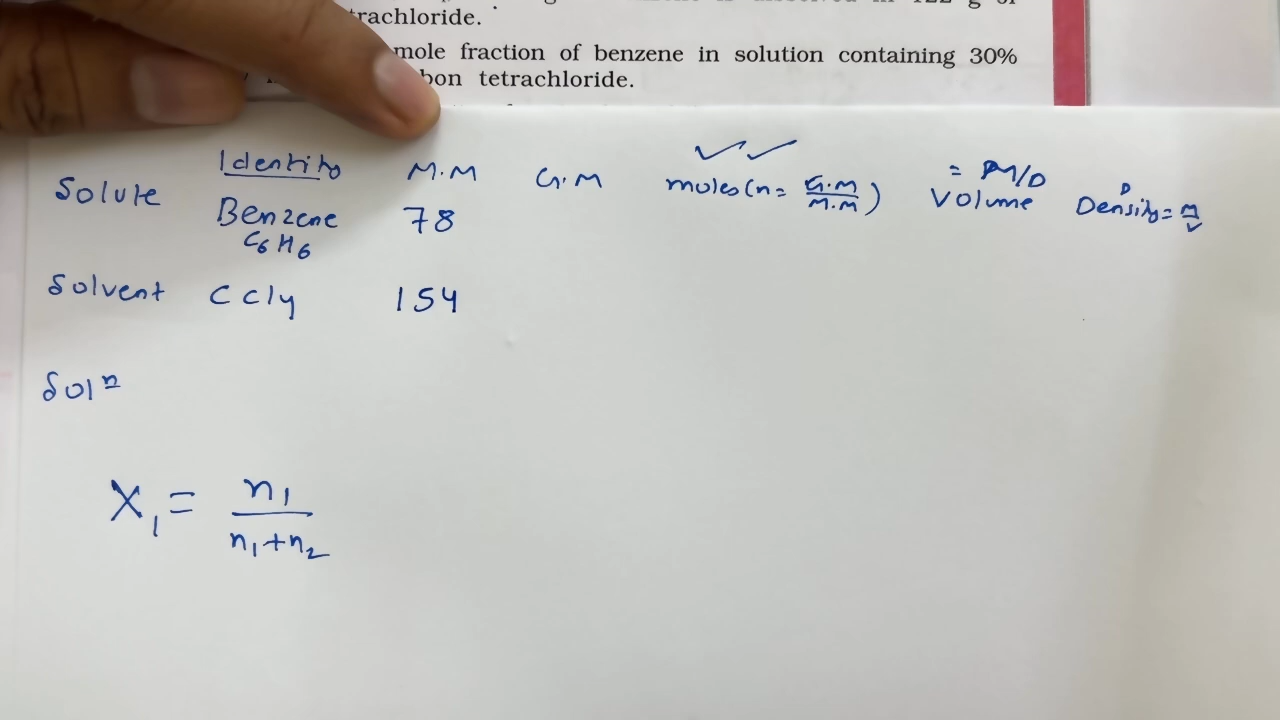 trachloride.
mole fraction of benzene in solution containing 30%
bon tetrachloride.
Identity M.M G.M moles (n = G.M/M.M) Volume = M/D Density = m/v
Solute Benzene 78
C6H6
Solvent CCl4 154
Solⁿ
X₁ = n₁
n₁+n₂